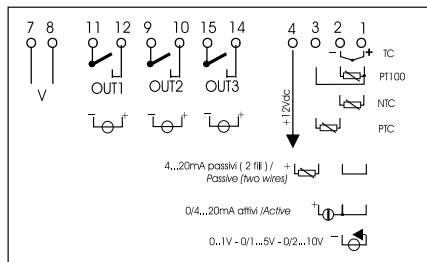 7 8 11 12 9 10 15 14 4 3 2 1
− + TC
PT100
V OUT1 OUT2 OUT3
+12Vdc
NTC
− + − + − +
PTC
4...20mA passivi ( 2 fili ) / +
Passive (two wires)
0/4...20mA attivi /Active +
0..1V - 0/1...5V - 0/2...10V −